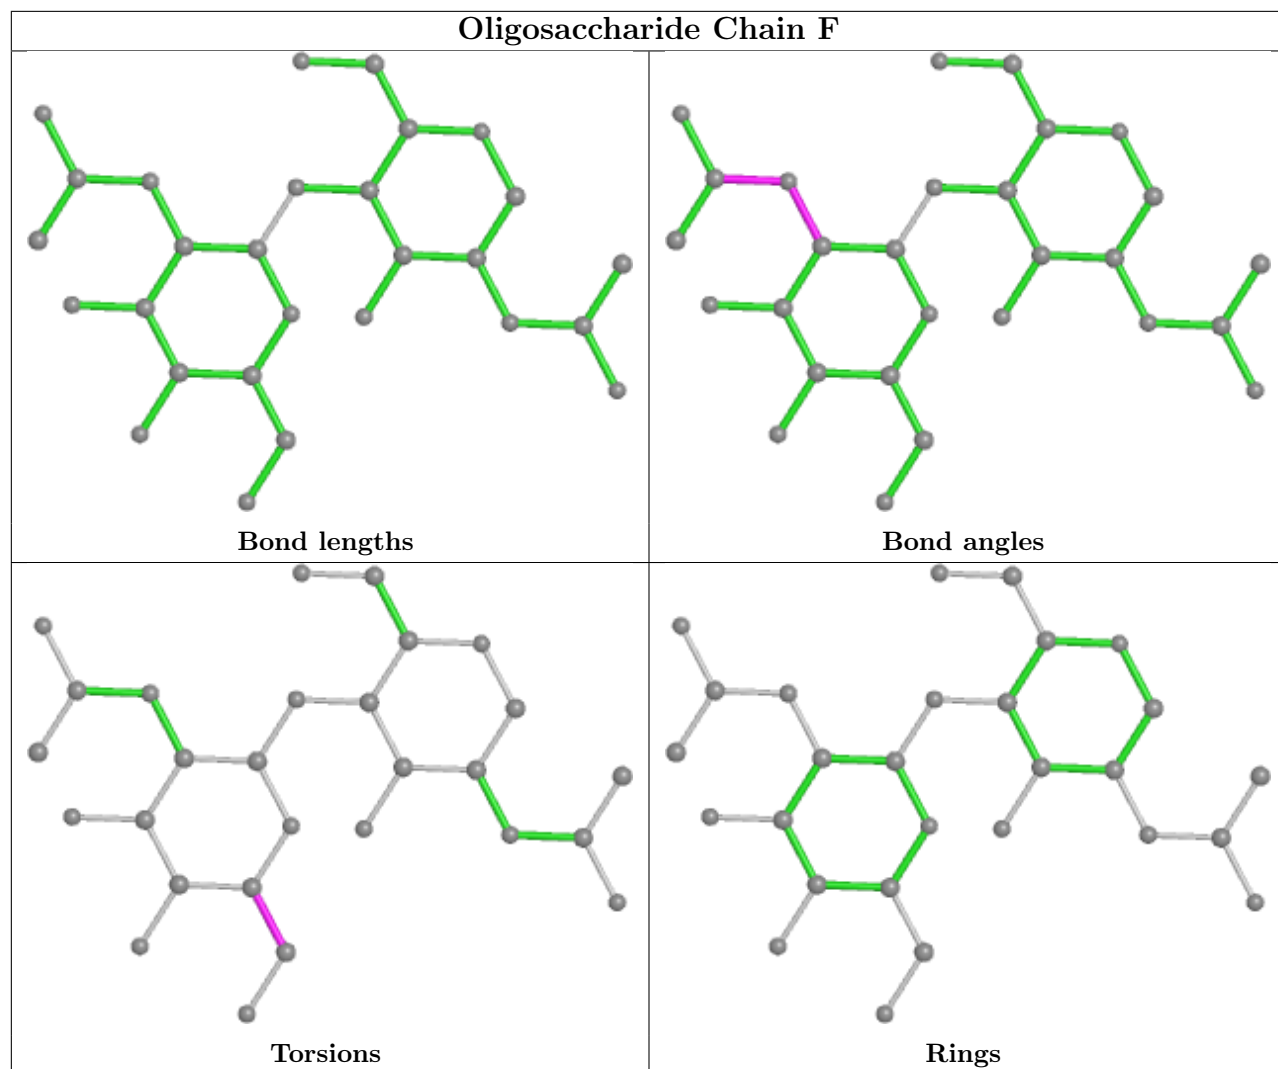 Oligosaccharide Chain F
Bond lengths
Bond angles
Torsions
Rings